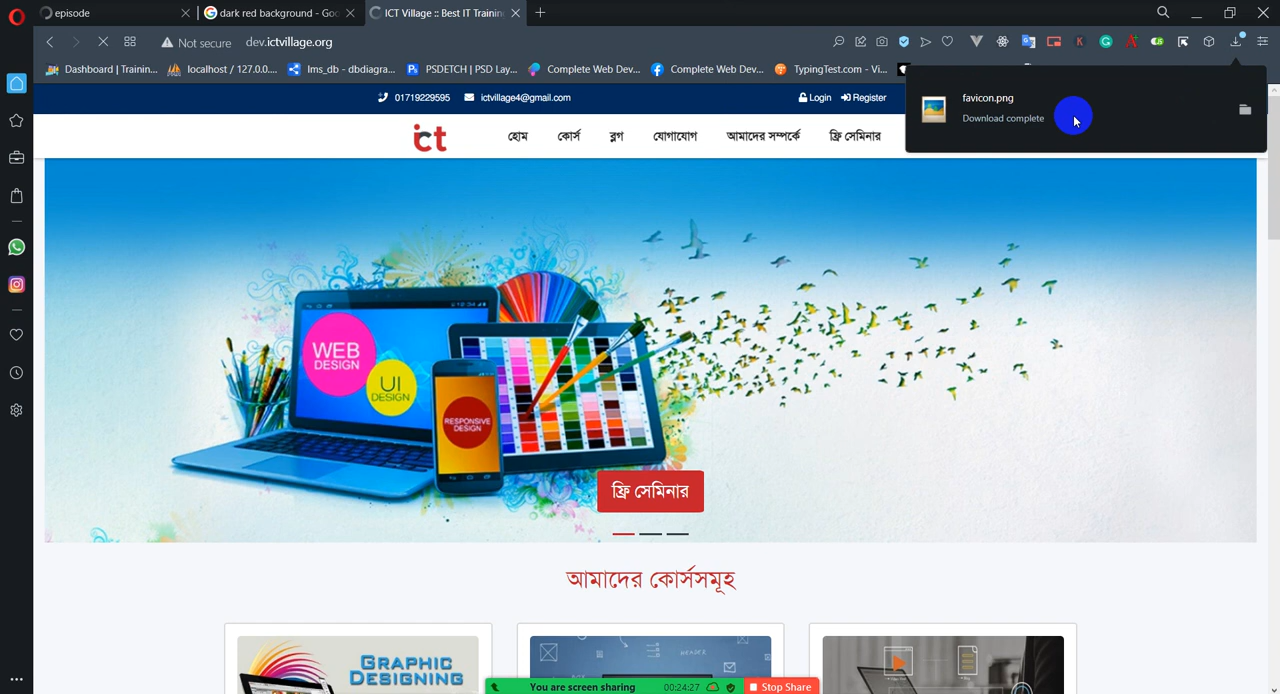 episode
dark red background - Goo
ICT Village :: Best IT Trainin
Not secure
dev.ictvillage.org
Dashboard | Trainin...
localhost / 127.0.0....
lms_db - dbdiagra...
PSDETCH | PSD Lay...
Complete Web Dev...
Complete Web Dev...
TypingTest.com - Vi...
favicon.png
Download complete
01719229595
ictvillage4@gmail.com
Login
Register
ict
হোম
কোর্স
ব্লগ
যোগাযোগ
আমাদের সম্পর্কে
ফ্রি সেমিনার
WEB
DESIGN
UI
DESIGN
RESPONSIVE
DESIGN
ফ্রি সেমিনার
আমাদের কোর্সসমূহ
GRAPHIC
DESIGNING
HEADER
You are screen sharing
00:24:27
Stop Share